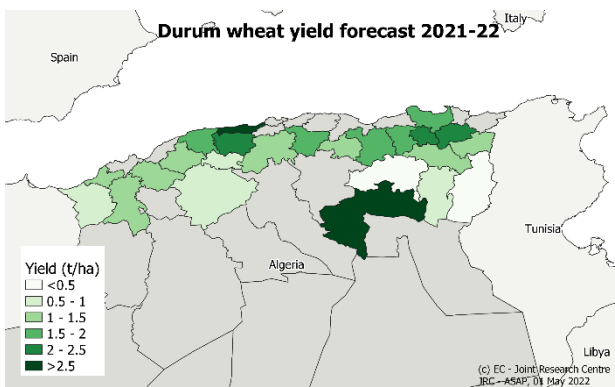 Durum wheat yield forecast 2021-22
Italy
Spain
Tunisia
Algeria
Libya
Yield (t/ha)
<0.5
0.5 - 1
1 - 1.5
1.5 - 2
2 - 2.5
>2.5
(c) EC - Joint Research Centre
JRC - ASAP, 01 May 2022